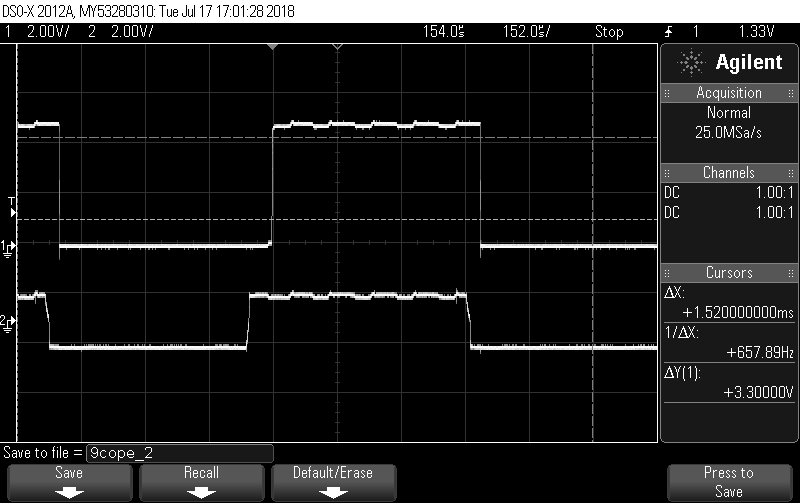 DSO-X 2012A, MY53280310: Tue Jul 17 17:01:28 2018
1 2.00V/ 2 2.00V/ 154.0µs 152.0µs/ Stop 1 1.33V
Agilent
Acquisition
Normal
25.0MSa/s
Channels
DC 1.00:1
DC 1.00:1
Cursors
ΔX:
+1.520000000ms
1/ΔX:
+657.89Hz
ΔY(1):
+3.30000V
T
1
2
Save to file = 9cope_2
Save
Recall
Default/Erase
Press to
Save